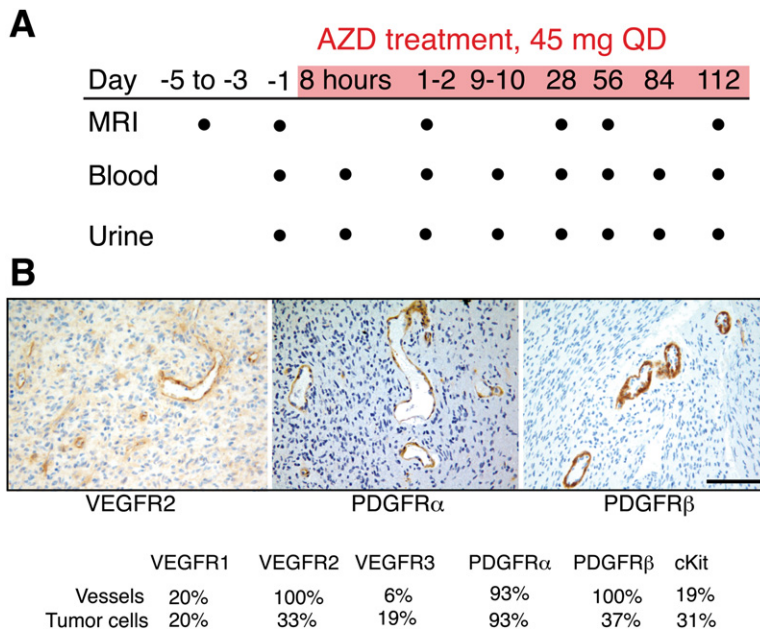 A
AZD treatment, 45 mg QD
Day -5 to -3 -1 8 hours 1-2 9-10 28 56 84 112
MRI
Blood
Urine
B
VEGFR2 PDGFRα PDGFRβ
VEGFR1 VEGFR2 VEGFR3 PDGFRα PDGFRβ cKit
Vessels 20% 100% 6% 93% 100% 19%
Tumor cells 20% 33% 19% 93% 37% 31%